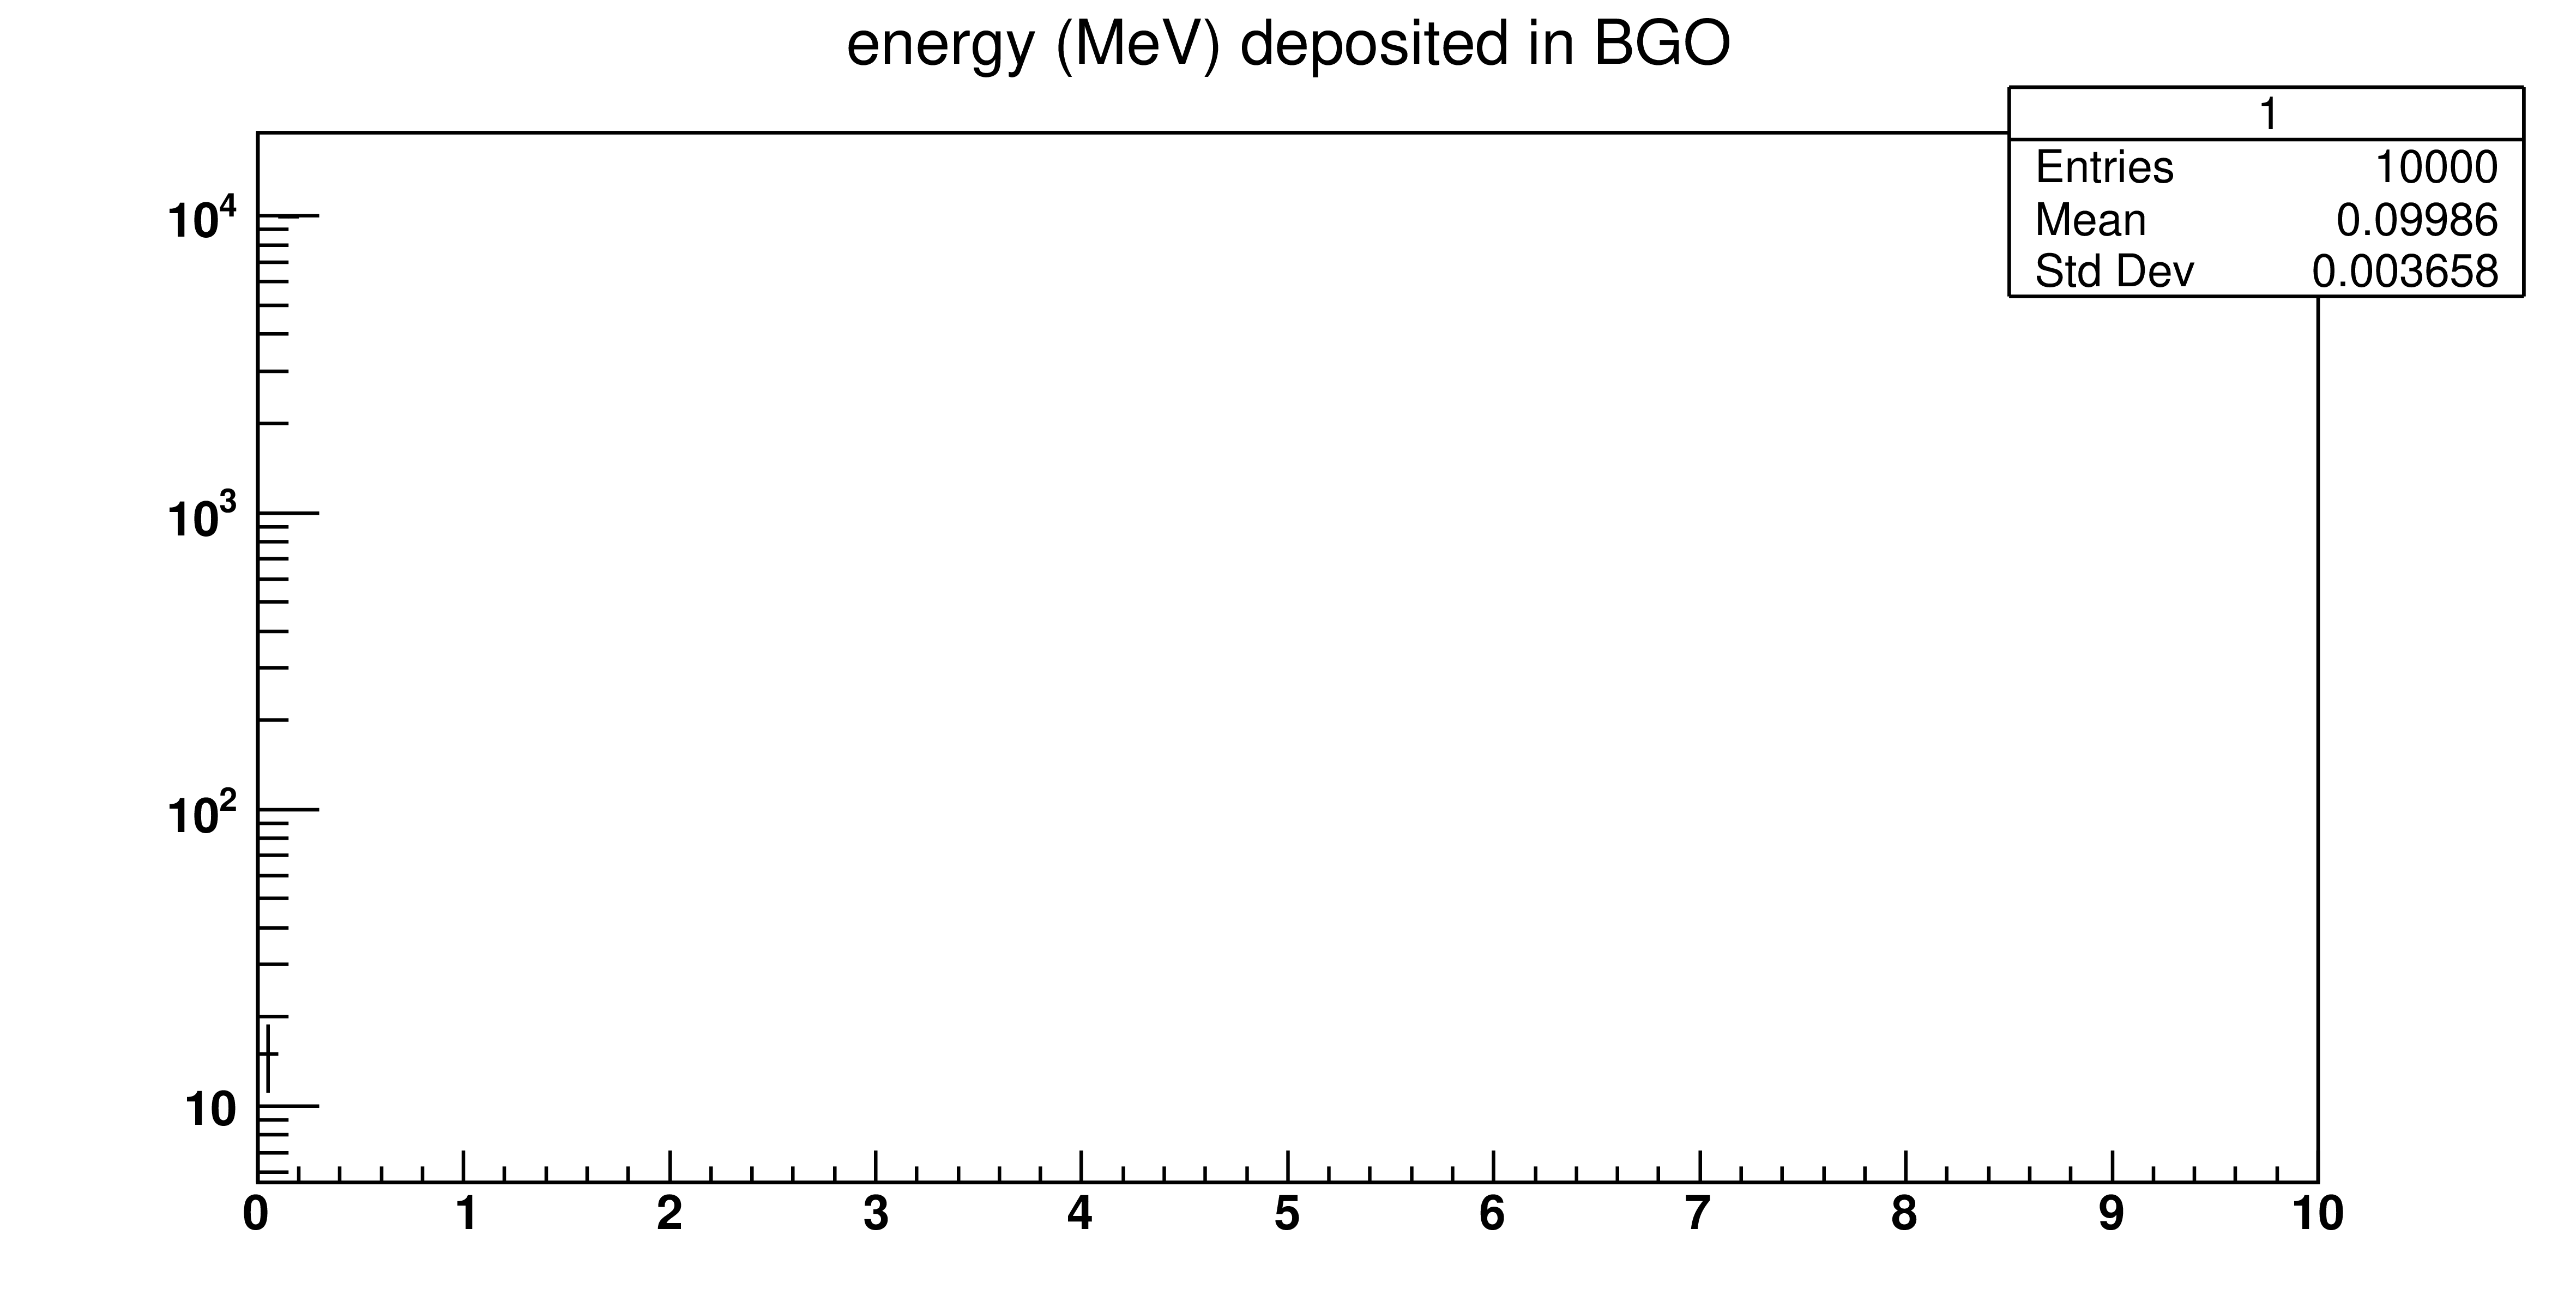 energy (MeV) deposited in BGO
1
Entries 10000
Mean 0.09986
Std Dev 0.003658
10⁴
10³
10²
10
0 1 2 3 4 5 6 7 8 9 10